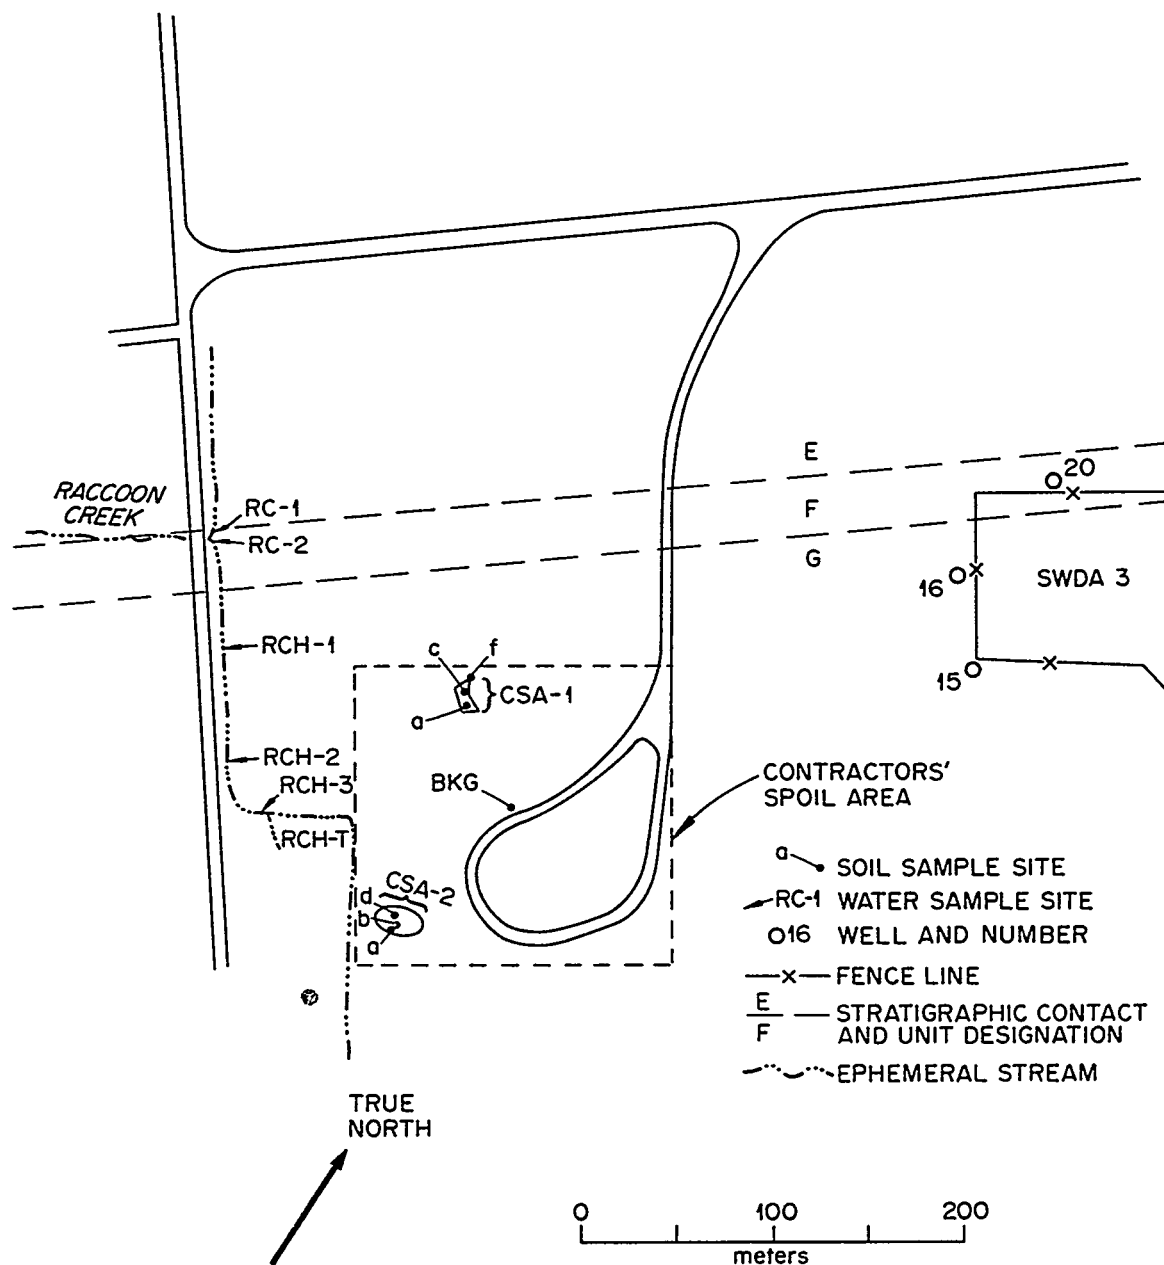 E
20
RACCOON
CREEK
RC-1
F
RC-2
G
16
SWDA 3
RCH-1
c
f
CSA-1
15
a
RCH-2
RCH-3
BKG
CONTRACTORS'
SPOIL AREA
RCH-T
CSA-2
d
b
a
a
SOIL SAMPLE SITE
RC-1 WATER SAMPLE SITE
16 WELL AND NUMBER
x FENCE LINE
E
F
STRATIGRAPHIC CONTACT
AND UNIT DESIGNATION
EPHEMERAL STREAM
TRUE
NORTH
0 100 200
meters